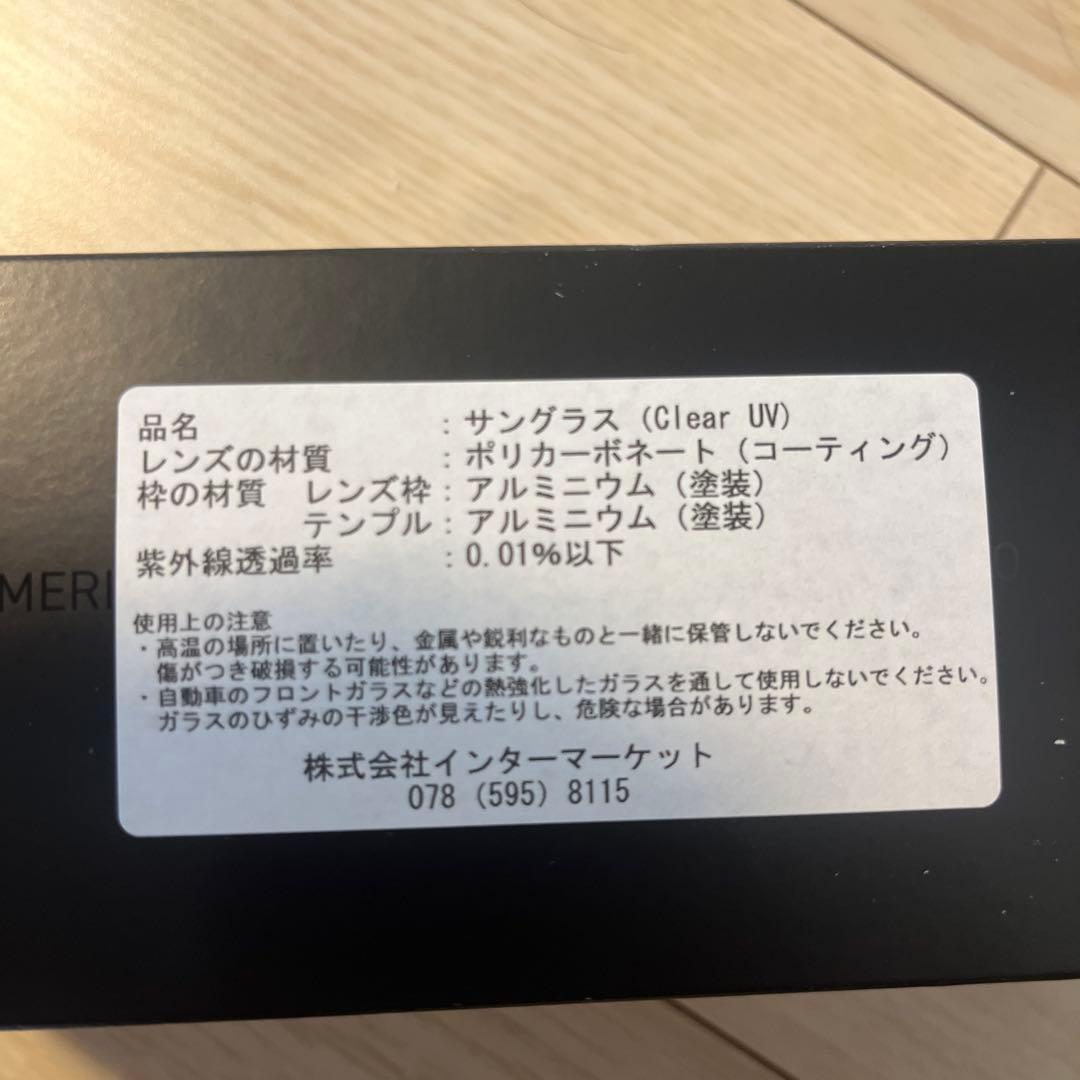 品名 : サングラス (Clear UV)
レンズの材質 : ポリカーボネート (コーティング)
枠の材質 レンズ枠 : アルミニウム (塗装)
テンプル : アルミニウム (塗装)
紫外線透過率 : 0.01%以下
MERI
使用上の注意
・高温の場所に置いたり、金属や鋭利なものと一緒に保管しないでください。
傷がつき破損する可能性があります。
・自動車のフロントガラスなどの熱強化したガラスを通して使用しないでください。
ガラスのひずみの干渉色が見えたりし、危険な場合があります。
株式会社インターマーケット
078 (595) 8115